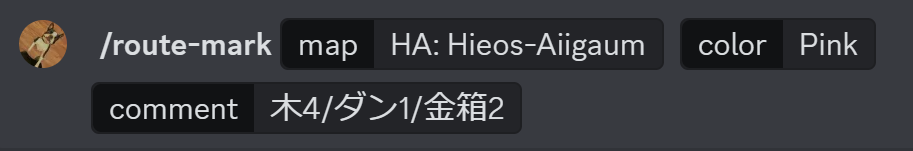 /route-mark map HA: Hieos-Aiigaum color Pink
comment 木4/ダン1/金箱2